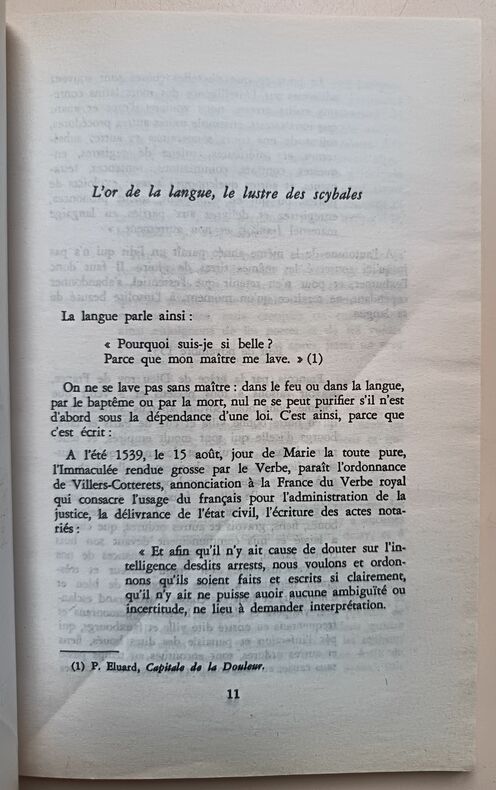 L'or de la langue, le lustre des scybales
La langue parle ainsi :
« Pourquoi suis-je si belle ?
Parce que mon maître me lave. » (1)
On ne se lave pas sans maître : dans le feu ou dans la langue,
par le baptême ou par la mort, nul ne se peut purifier s'il n'est
d'abord sous la dépendance d'une loi. C'est ainsi, parce que
c'est écrit :
A l'été 1539, le 15 août, jour de Marie la toute pure,
l'Immaculée rendue grosse par le Verbe, paraît l'ordonnance
de Villers-Cotterets, annonciation à la France du Verbe royal
qui consacre l'usage du français pour l'administration de la
justice, la délivrance de l'état civil, l'écriture des actes nota-
riés :
« Et afin qu'il n'y ait cause de douter sur l'in-
telligence desdits arrests, nous voulons et ordon-
nons qu'ils soient faits et escrits si clairement,
qu'il n'y ait ne puisse auoir aucune ambiguïté ou
incertitude, ne lieu à demander interprétation.
(1) P. Eluard, Capitale de la Douleur.
11